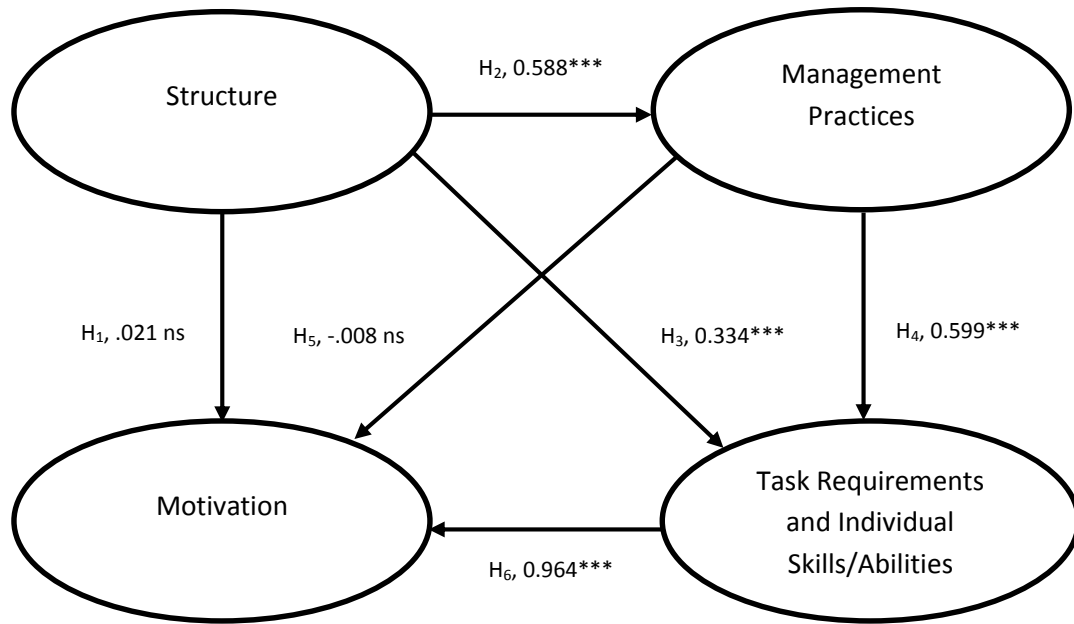 Structure
H₂, 0.588***
Management
Practices
H₁, .021 ns
H₅, -.008 ns
H₃, 0.334***
H₄, 0.599***
Motivation
Task Requirements
and Individual
Skills/Abilities
H₆, 0.964***